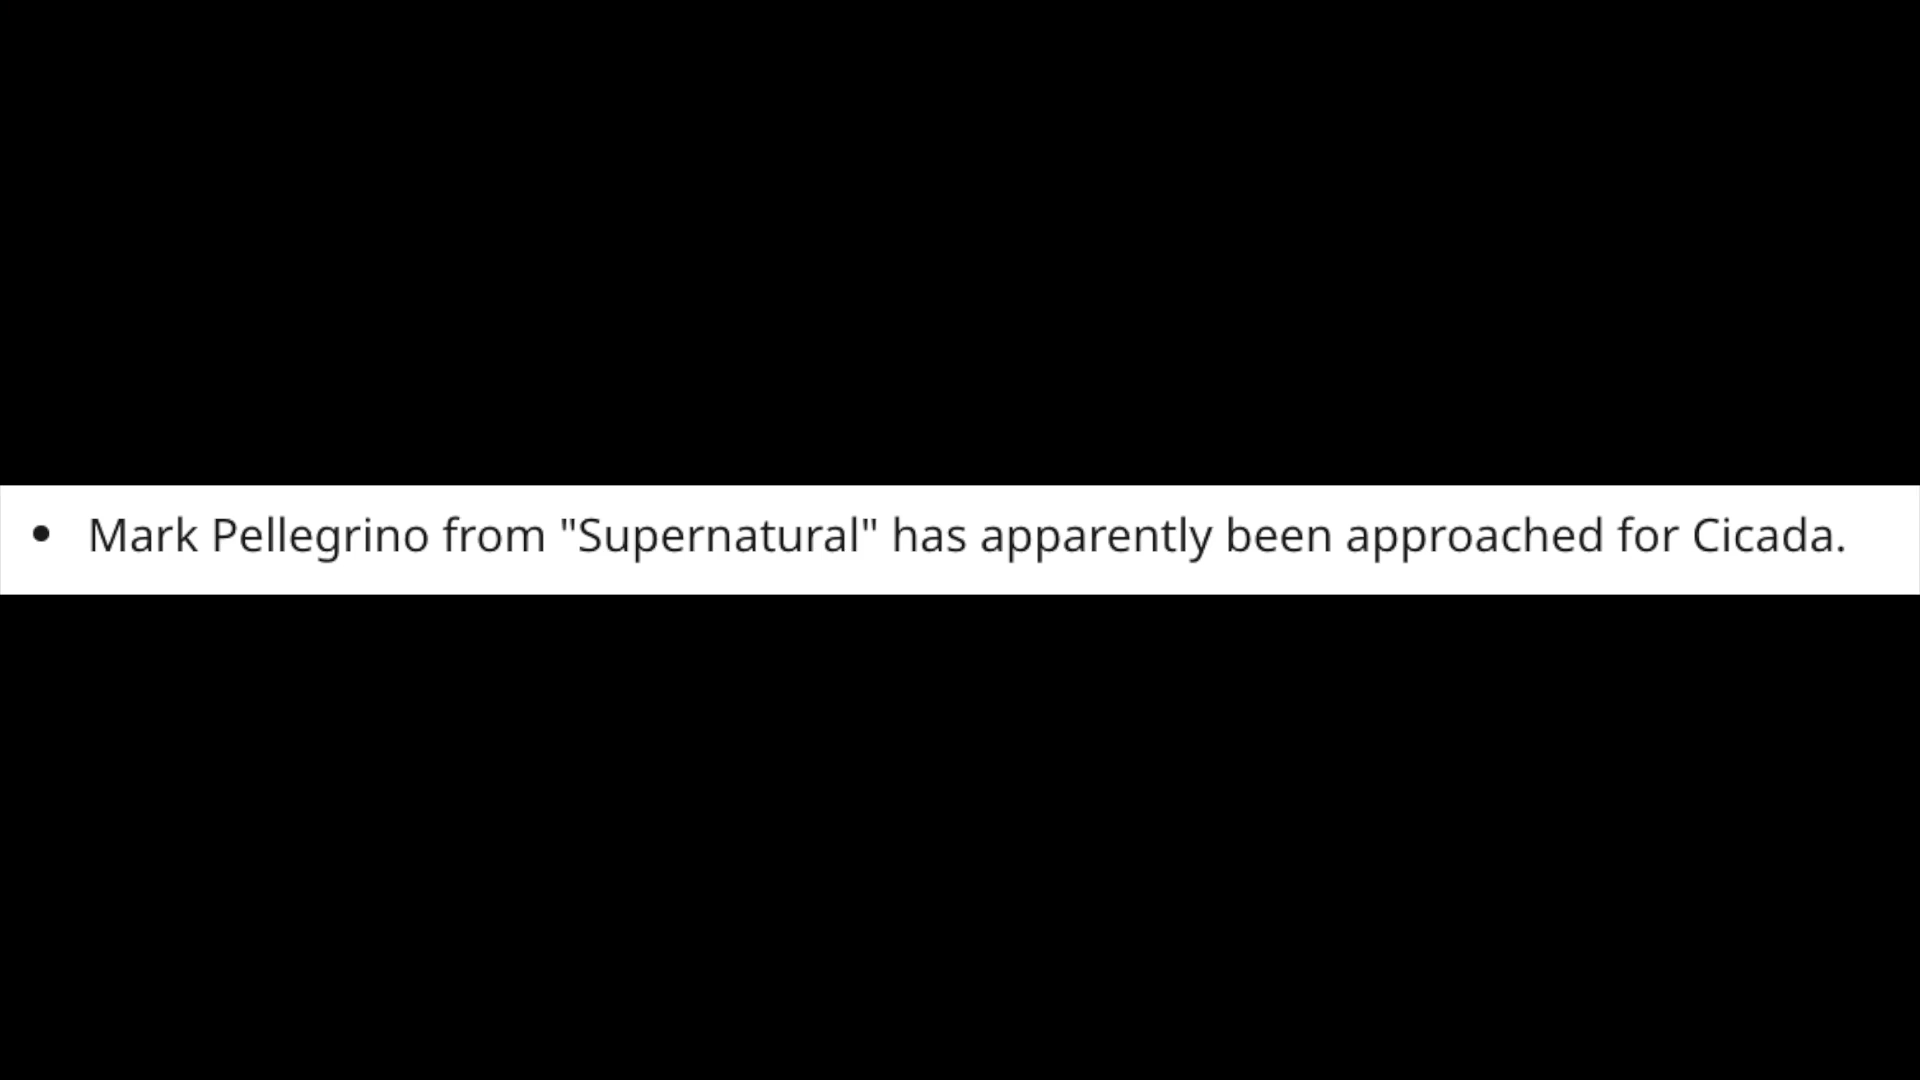 • Mark Pellegrino from "Supernatural" has apparently been approached for Cicada.